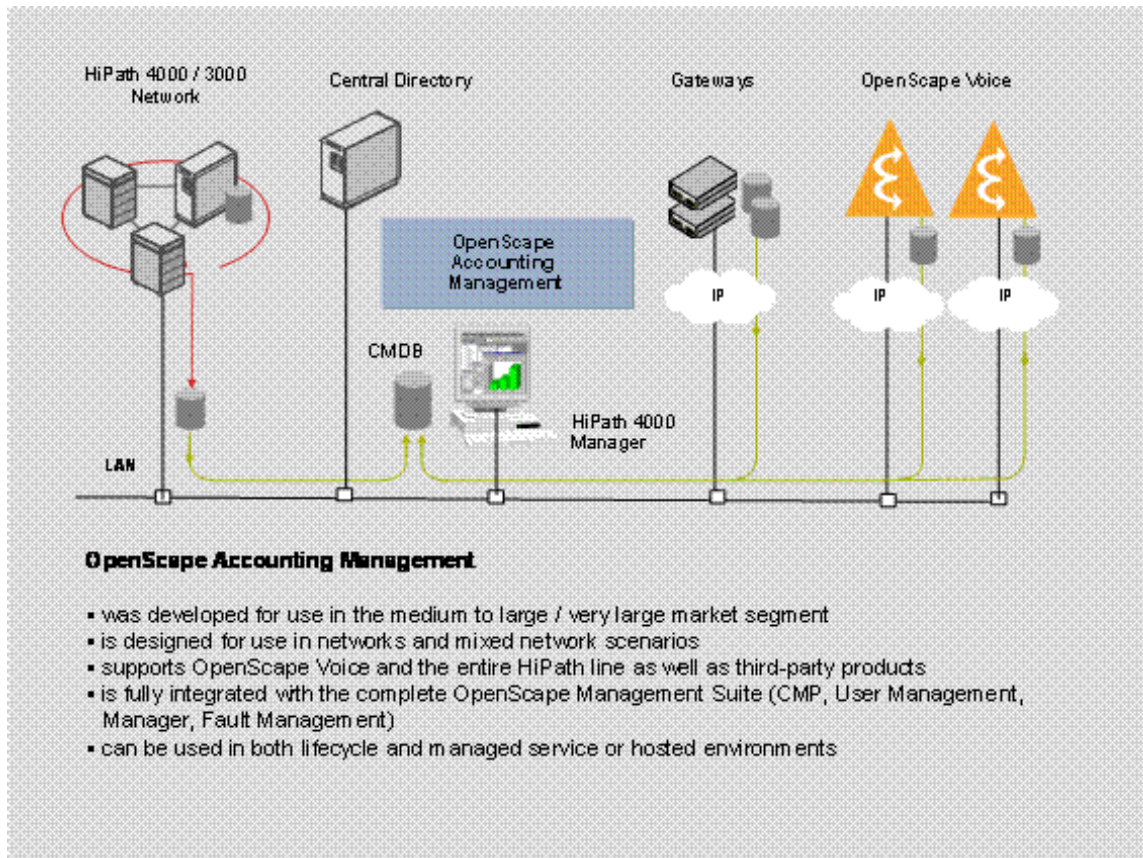 HiPath 4000 / 3000
Network
Central Directory
Gateways
OpenScape Voice
OpenScape
Accounting
Management
IP
IP
IP
CMDB
HiPath 4000
Manager
LAN
OpenScape Accounting Management
▪ was developed for use in the medium to large / very large market segment
▪ is designed for use in networks and mixed network scenarios
▪ supports OpenScape Voice and the entire HiPath line as well as third-party products
▪ is fully integrated with the complete OpenScape Management Suite (CMP, User Management,
Manager, Fault Management)
▪ can be used in both lifecycle and managed service or hosted environments